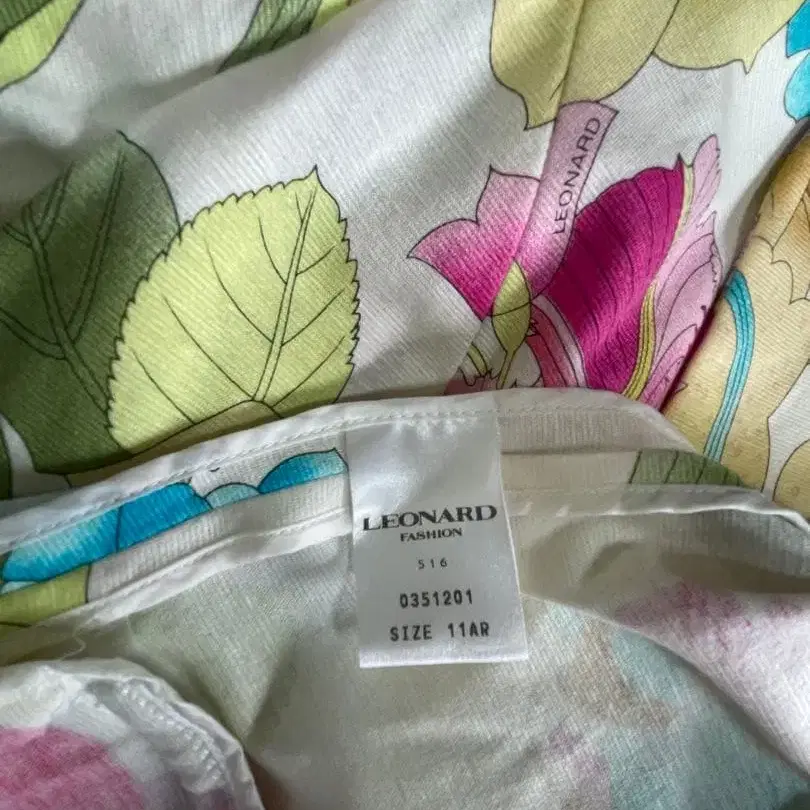 LEONARD
LEONARD
FASHION
516
0351201
SIZE 11AR